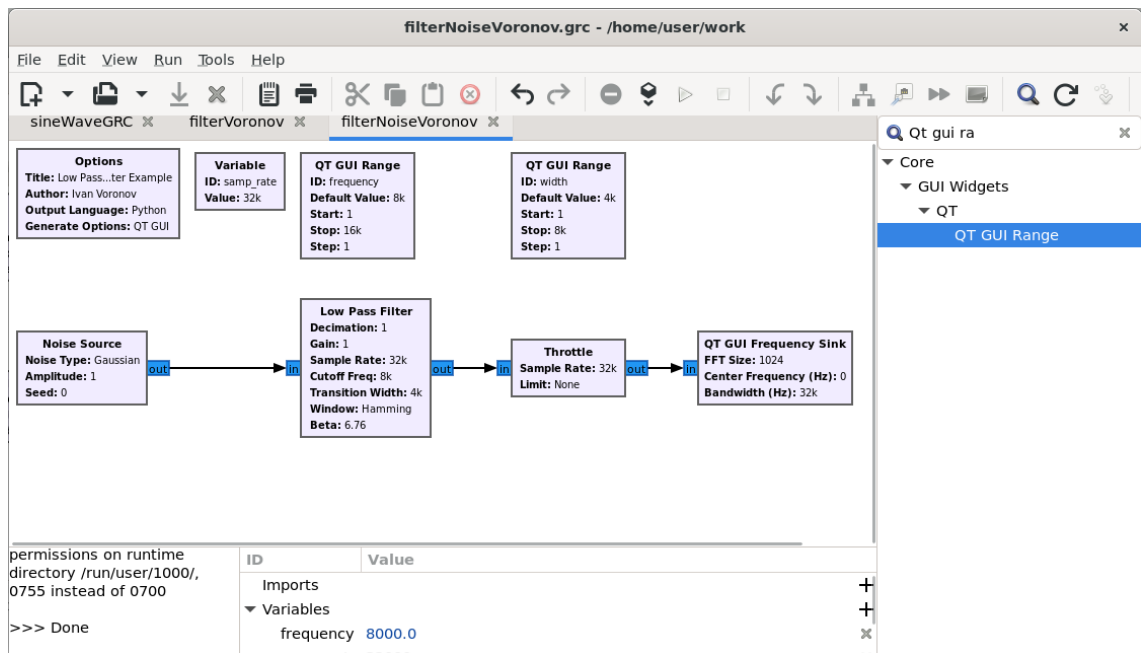 filterNoiseVoronov.grc - /home/user/work
File Edit View Run Tools Help
sineWaveGRC filterVoronov filterNoiseVoronov
Qt gui ra
Options
Title: Low Pass...ter Example
Author: Ivan Voronov
Output Language: Python
Generate Options: QT GUI
Variable
ID: samp_rate
Value: 32k
QT GUI Range
ID: frequency
Default Value: 8k
Start: 1
Stop: 16k
Step: 1
QT GUI Range
ID: width
Default Value: 4k
Start: 1
Stop: 8k
Step: 1
Core
GUI Widgets
QT
QT GUI Range
Noise Source
Noise Type: Gaussian
Amplitude: 1
Seed: 0
out
in
Low Pass Filter
Decimation: 1
Gain: 1
Sample Rate: 32k
Cutoff Freq: 8k
Transition Width: 4k
Window: Hamming
Beta: 6.76
out
in
Throttle
Sample Rate: 32k
Limit: None
out
in
QT GUI Frequency Sink
FFT Size: 1024
Center Frequency (Hz): 0
Bandwidth (Hz): 32k
permissions on runtime
directory /run/user/1000/,
0755 instead of 0700
>>> Done
ID Value
Imports
Variables
frequency 8000.0